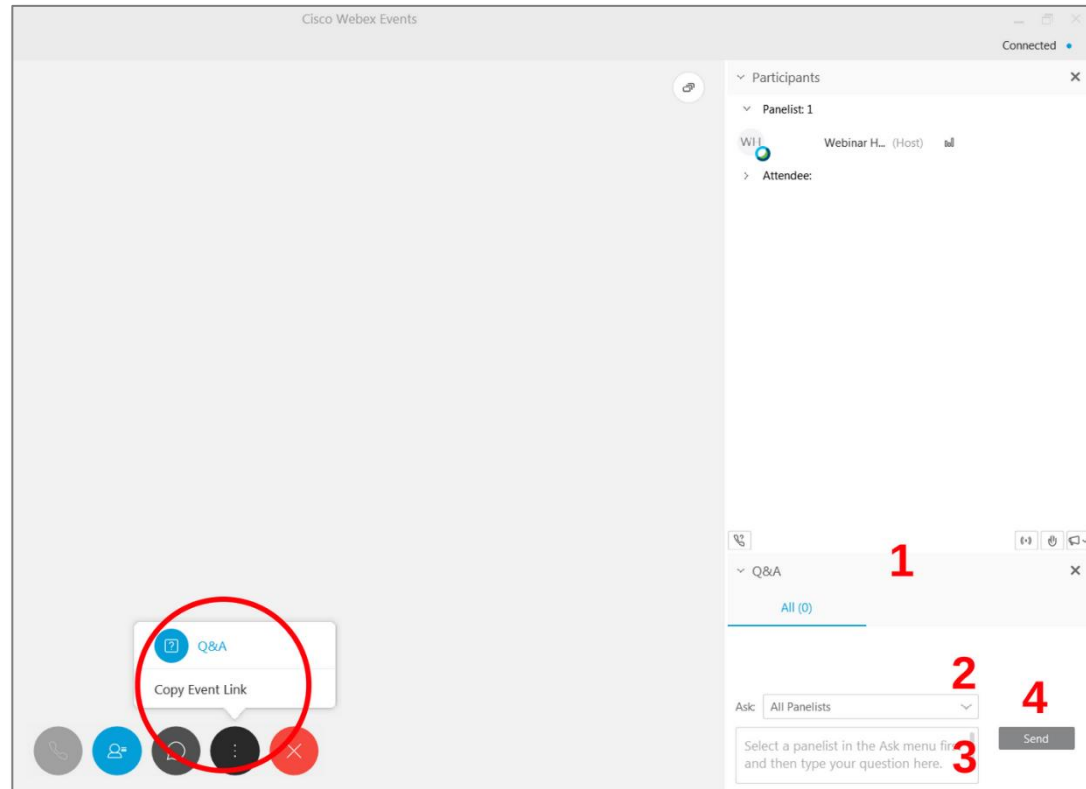 Cisco Webex Events
Connected
Participants
Panelist: 1
WH
Webinar H... (Host)
Attendee:
1
Q&A
All (0)
Q&A
Copy Event Link
2
4
Ask: All Panelists
Send
Select a panelist in the Ask menu
and then type your question here.
3